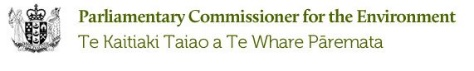 Parliamentary Commissioner for the Environment
Te Kaitiaki Taiao a Te Whare Pāremata